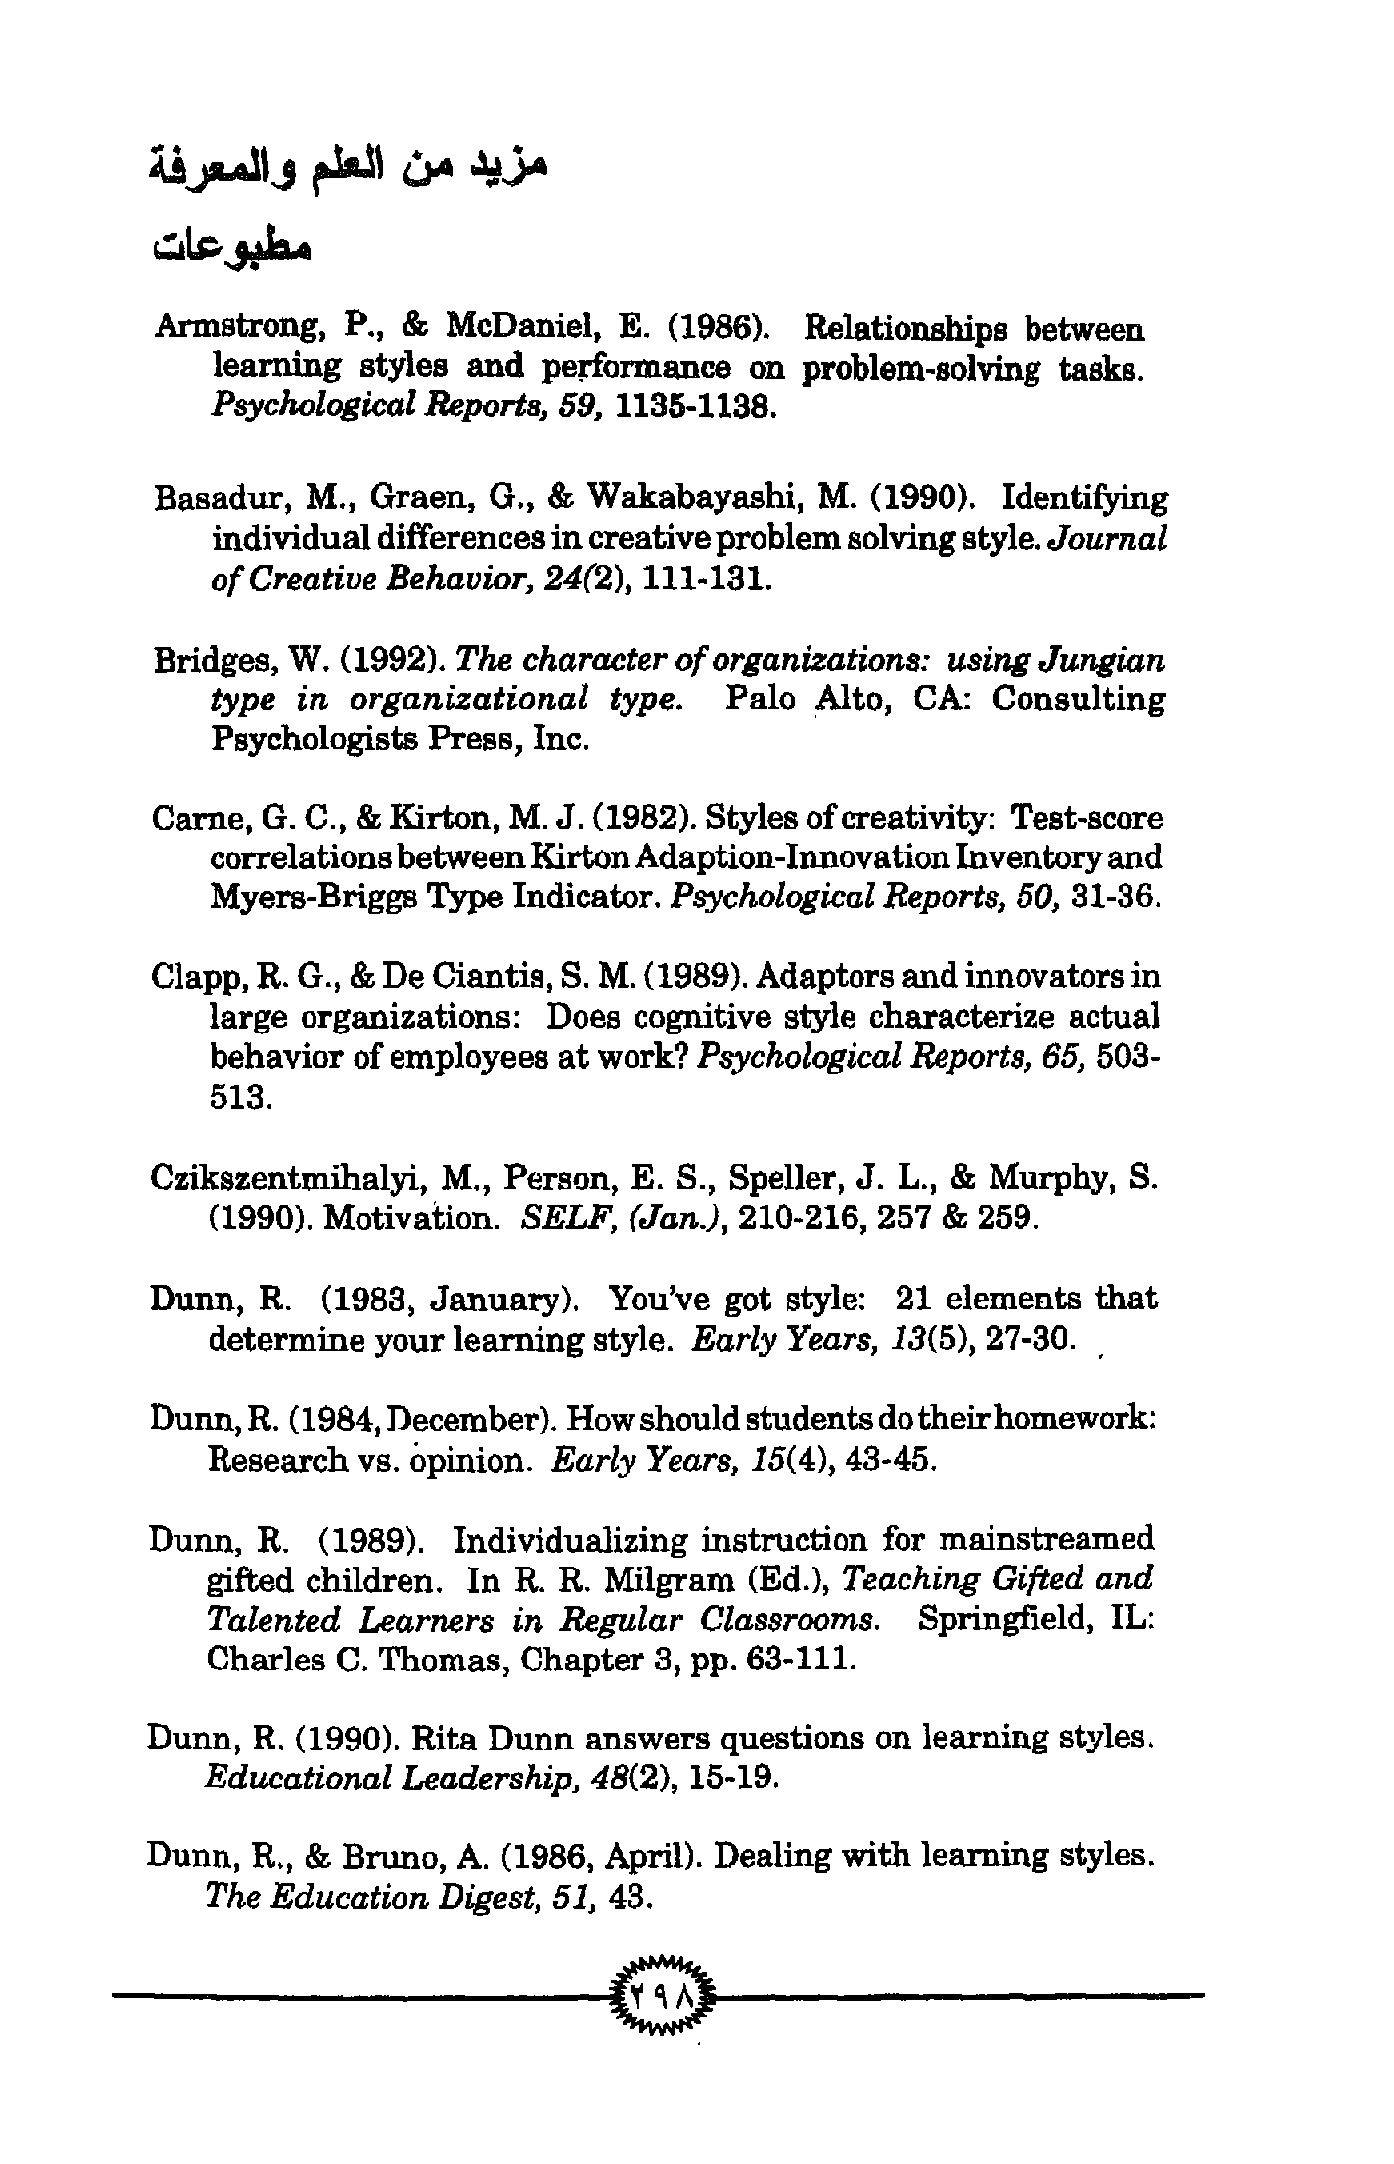 مزيد من العلم والمعرفة
مطبوعات
Armstrong, P., & McDaniel, E. (1986). Relationships between
learning styles and performance on problem-solving tasks.
Psychological Reports, 59, 1135-1138.
Basadur, M., Graen, G., & Wakabayashi, M. (1990). Identifying
individual differences in creative problem solving style. Journal
of Creative Behavior, 24(2), 111-131.
Bridges, W. (1992). The character of organizations: using Jungian
type in organizational type. Palo Alto, CA: Consulting
Psychologists Press, Inc.
Carne, G. C., & Kirton, M. J. (1982). Styles of creativity: Test-score
correlations between Kirton Adaption-Innovation Inventory and
Myers-Briggs Type Indicator. Psychological Reports, 50, 31-36.
Clapp, R. G., & De Ciantis, S. M. (1989). Adaptors and innovators in
large organizations: Does cognitive style characterize actual
behavior of employees at work? Psychological Reports, 65, 503-
513.
Czikszentmihalyi, M., Person, E. S., Speller, J. L., & Murphy, S.
(1990). Motivation. SELF, (Jan.), 210-216, 257 & 259.
Dunn, R. (1983, January). You've got style: 21 elements that
determine your learning style. Early Years, 13(5), 27-30.
Dunn, R. (1984, December). How should students do their homework:
Research vs. opinion. Early Years, 15(4), 43-45.
Dunn, R. (1989). Individualizing instruction for mainstreamed
gifted children. In R. R. Milgram (Ed.), Teaching Gifted and
Talented Learners in Regular Classrooms. Springfield, IL:
Charles C. Thomas, Chapter 3, pp. 63-111.
Dunn, R. (1990). Rita Dunn answers questions on learning styles.
Educational Leadership, 48(2), 15-19.
Dunn, R., & Bruno, A. (1986, April). Dealing with learning styles.
The Education Digest, 51, 43.
٢٩٨